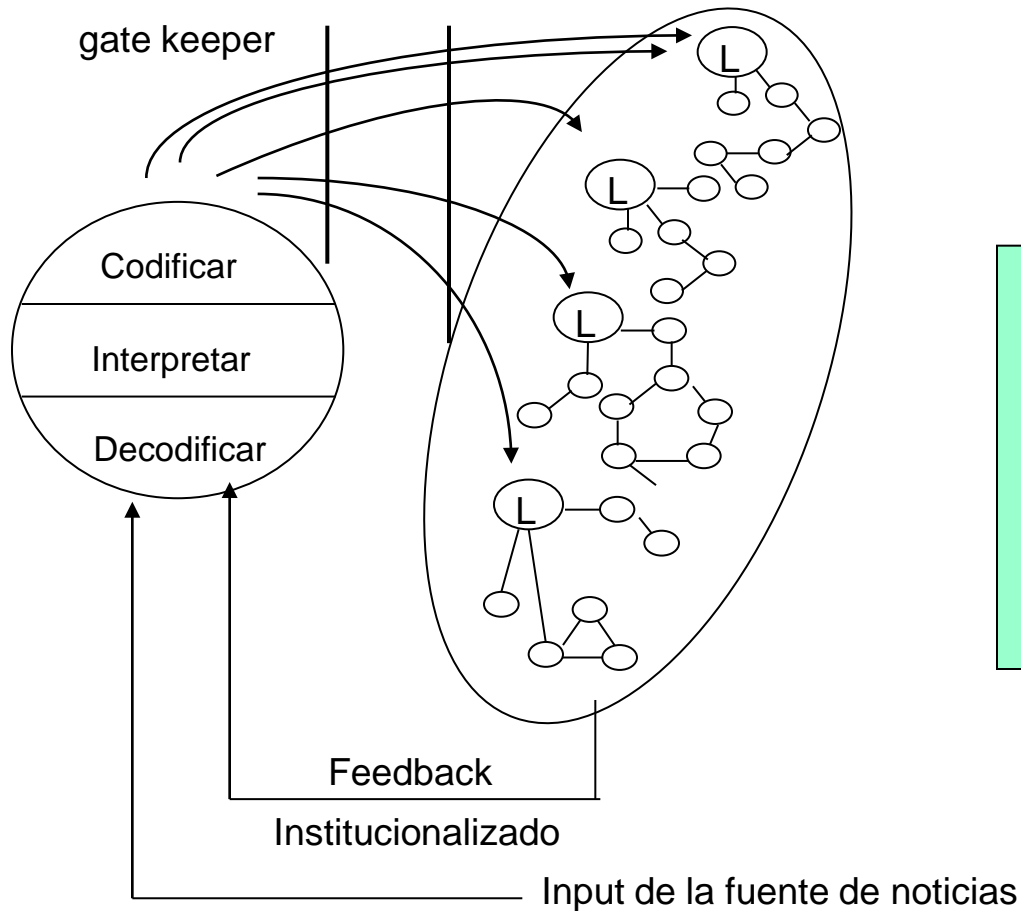 gate keeper
L
L
L
L
Codificar
Interpretar
Decodificar
Feedback
Institucionalizado
Input de la fuente de noticias